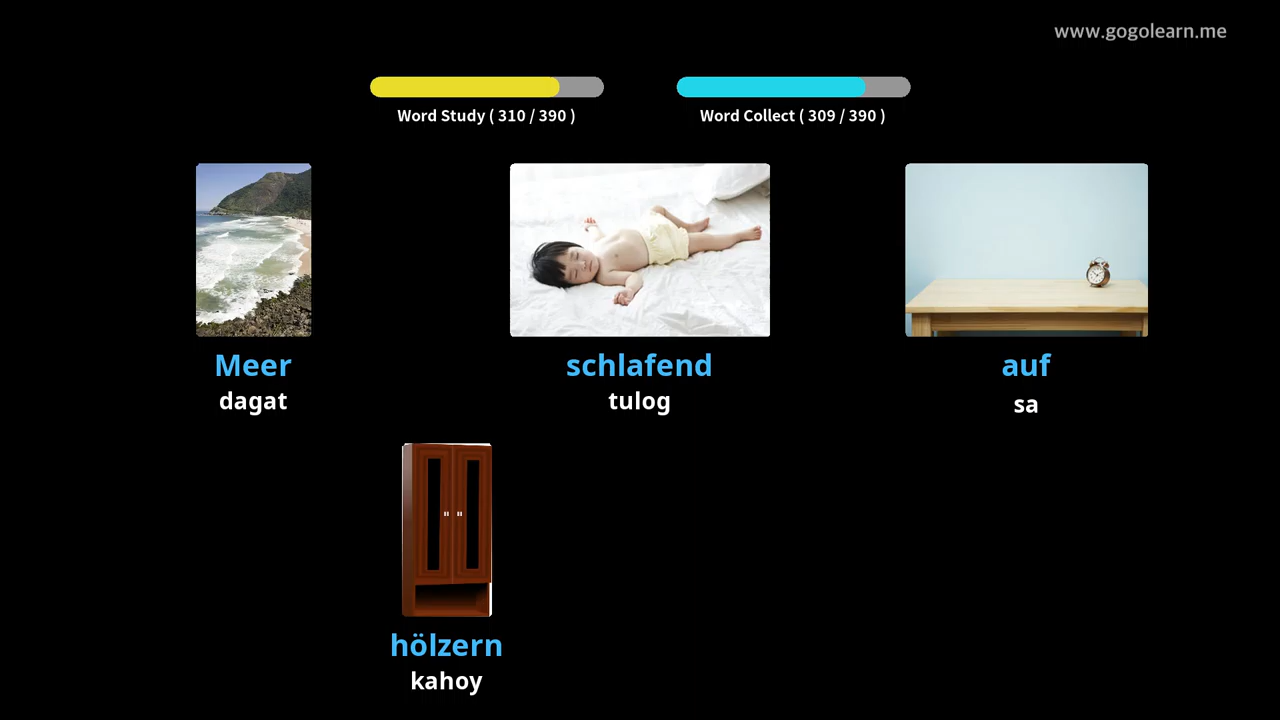 www.gogolearn.me
Word Study ( 310 / 390 )
Word Collect ( 309 / 390 )
Meer
dagat
schlafend
tulog
auf
sa
hölzern
kahoy